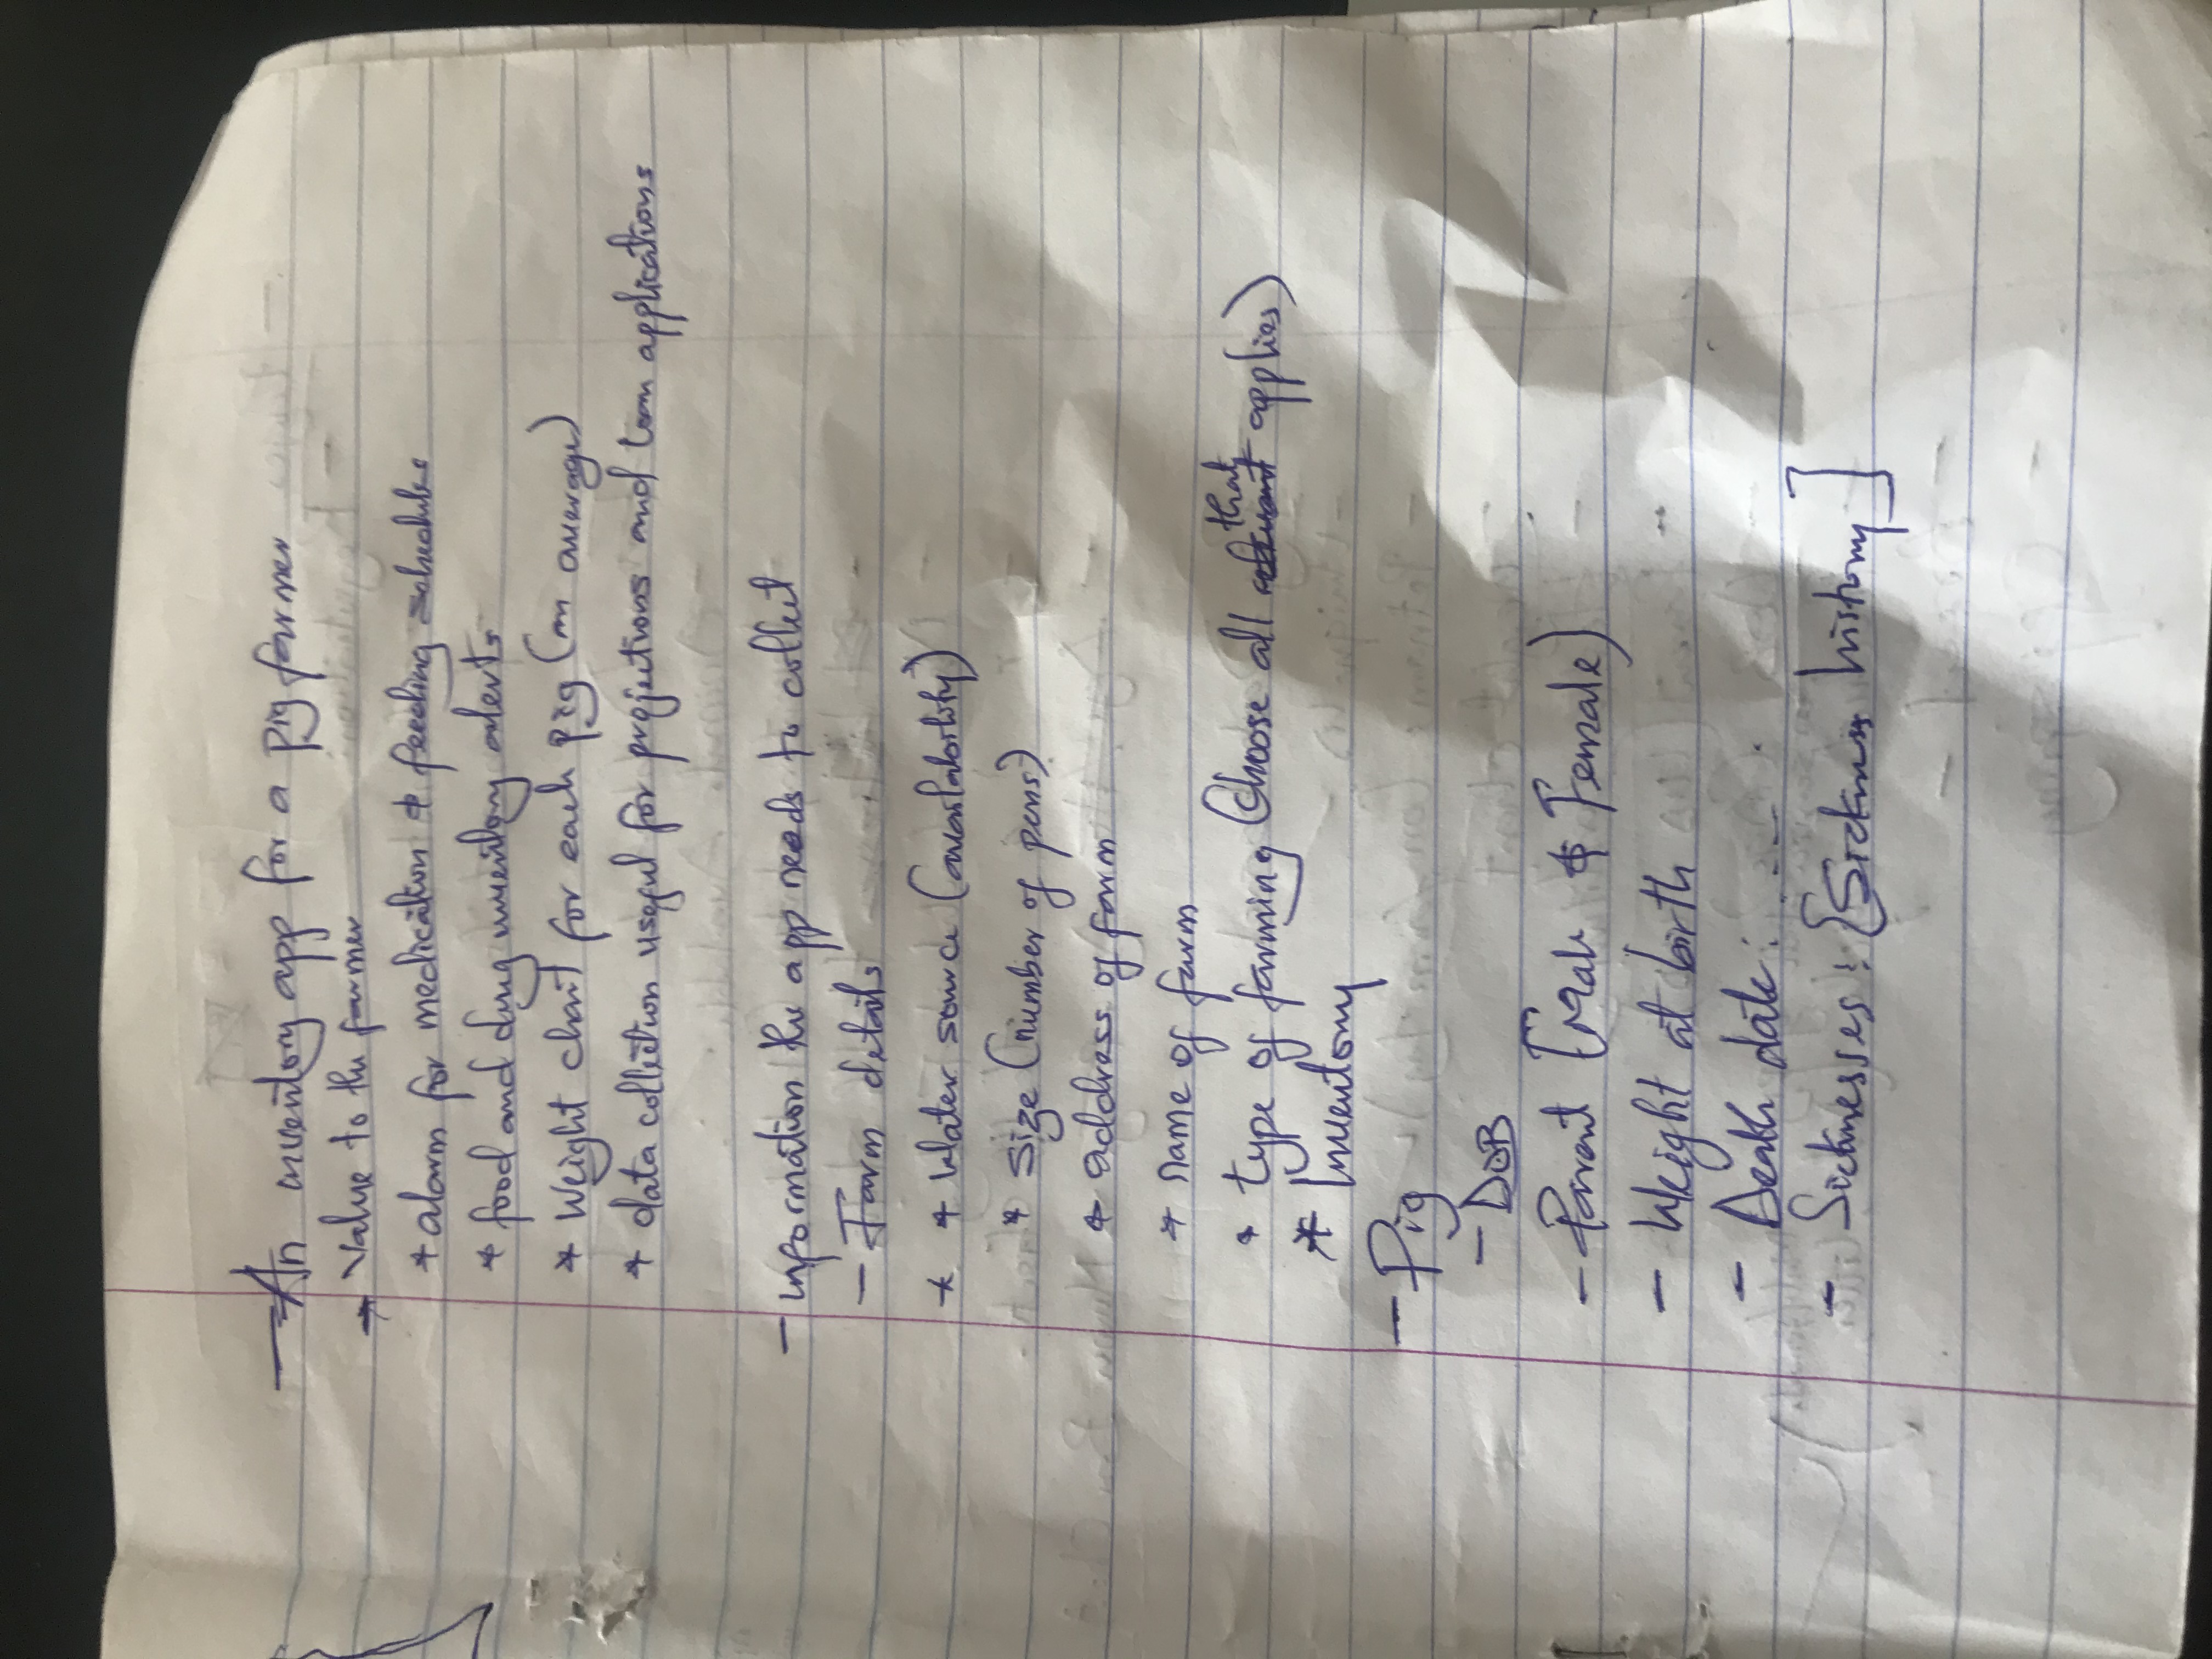 - An inventory app for a pig farmer
→ Value to the farmer
* alarm for medication & feeding schedules
* food and drug inventory alerts
* Weight chart for each pig (on average)
* data collection useful for projections and loan applications
- information the app needs to collect
- Farm details
* * Water source (availability)
* size (number of pens)
* address of farm
* name of farm
• type of farming (choose all that applies)
* Inventory
- Pig
- DOB
- Parent [Male & Female)
- Weight at birth
- Death date: ....
- Sicknesses: {Sickness history]